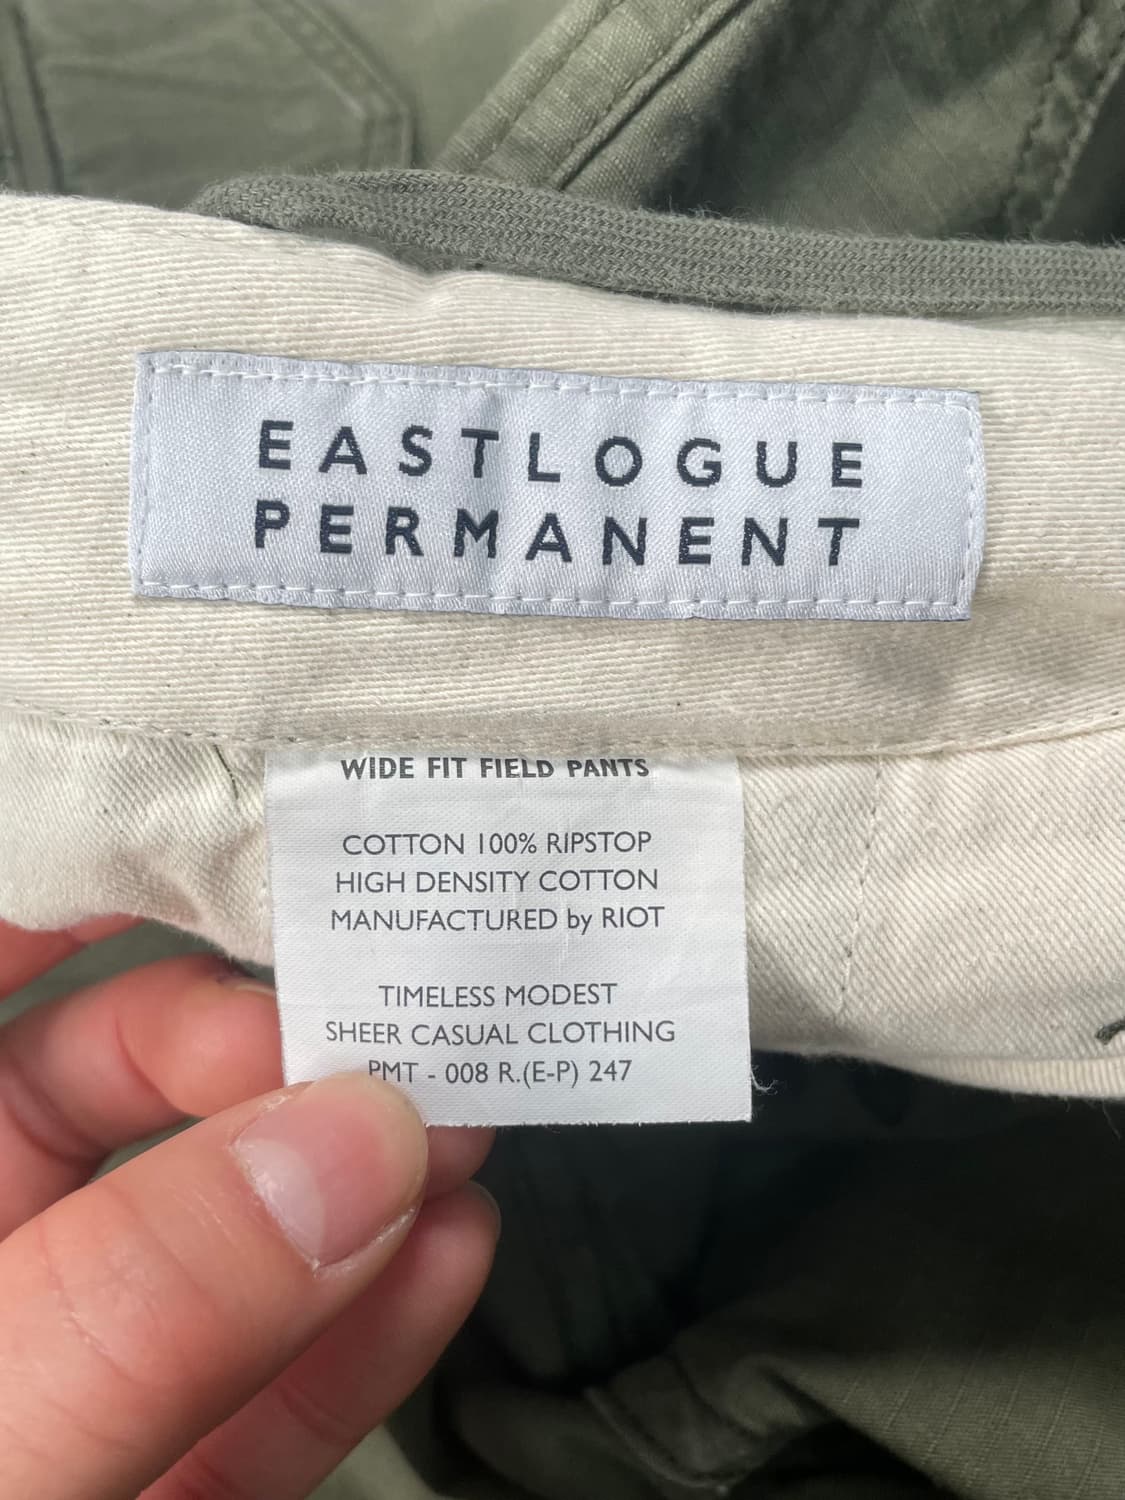 EASTLOGUE
PERMANENT
WIDE FIT FIELD PANTS
COTTON 100% RIPSTOP
HIGH DENSITY COTTON
MANUFACTURED by RIOT
TIMELESS MODEST
SHEER CASUAL CLOTHING
PMT - 008 R.(E-P) 247